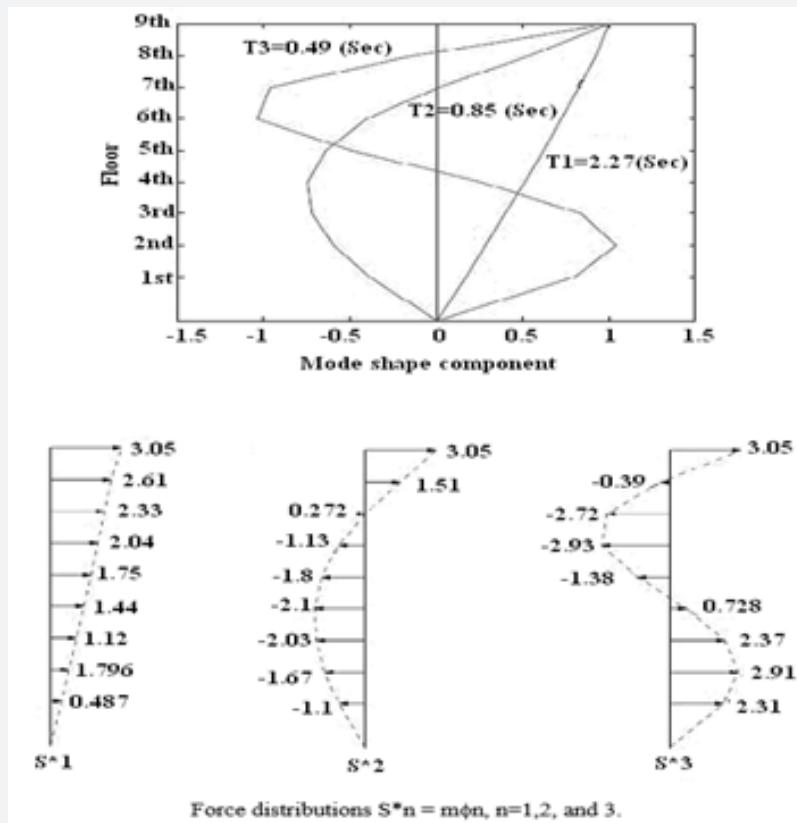 9th
8th
7th
6th
5th
4th
3rd
2nd
1st
Floor
T3=0.49 (Sec)
T2=0.85 (Sec)
T1=2.27(Sec)
-1.5 -1 -0.5 0 0.5 1 1.5
Mode shape component
3.05
2.61
2.33
2.04
1.75
1.44
1.12
1.796
0.487
S^1
3.05
1.51
0.272
-1.13
-1.8
-2.1
-2.03
-1.67
-1.1
S^2
3.05
-0.39
-2.72
-2.93
-1.38
0.728
2.37
2.91
2.31
S^3
Force distributions S*n = mϕn, n=1,2, and 3.